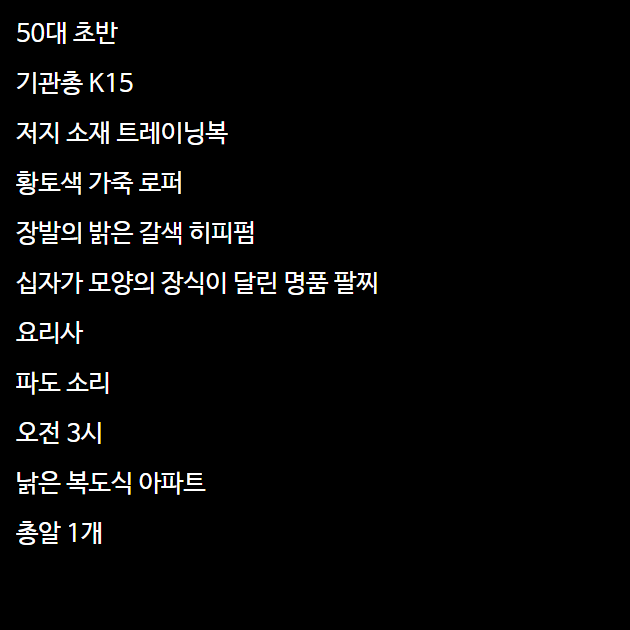 50대 초반
기관총 K15
저지 소재 트레이닝복
황토색 가죽 로퍼
장발의 밝은 갈색 히피펌
십자가 모양의 장식이 달린 명품 팔찌
요리사
파도 소리
오전 3시
낡은 복도식 아파트
총알 1개